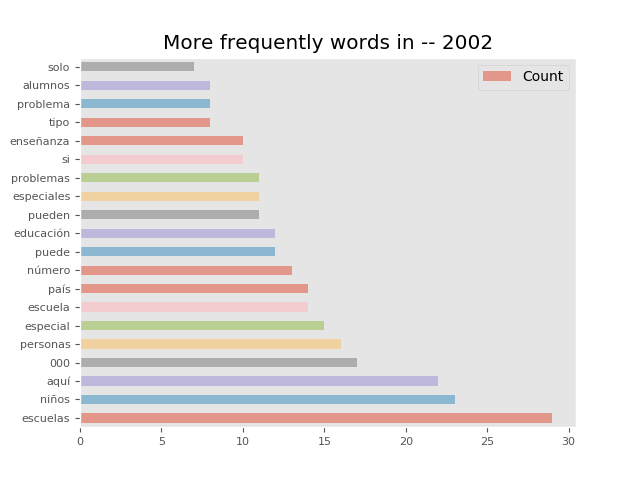 More frequently words in -- 2002
Count
solo
alumnos
problema
tipo
enseñanza
si
problemas
especiales
pueden
educación
puede
número
país
escuela
especial
personas
000
aquí
niños
escuelas
0 5 10 15 20 25 30